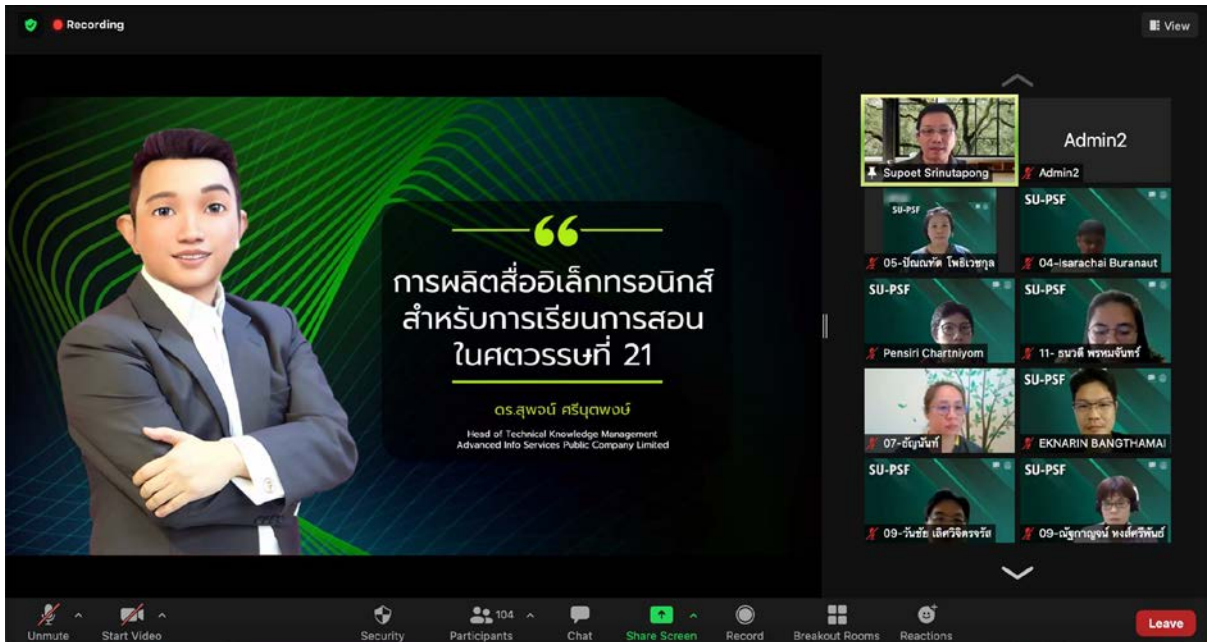 Recording
View
“
การผลิตสื่ออิเล็กทรอนิกส์
สำหรับการเรียนการสอน
ในศตวรรษที่ 21
ดร.สุพจน์ ศรีนุตพงษ์
Head of Technical Knowledge Management
Advanced Info Services Public Company Limited
Supoet Srinutapong
Admin2
Admin2
SU-PSF
05-ปัณณทัต โพธิเวชกุล
SU-PSF
04-Isarachai Buranaut
SU-PSF
Pensiri Chartniyom
SU-PSF
11- ธนวดี พรหมจันทร์
07-ธัญนันท์
SU-PSF
EKNARIN BANGTHAMAI
SU-PSF
09-วันชัย เลิศวิจิตรจรัส
SU-PSF
09-ณัฐกาญจน์ หงส์ศรีพันธ์
Unmute
Start Video
Security
104
Participants
Chat
Share Screen
Record
Breakout Rooms
Reactions
Leave